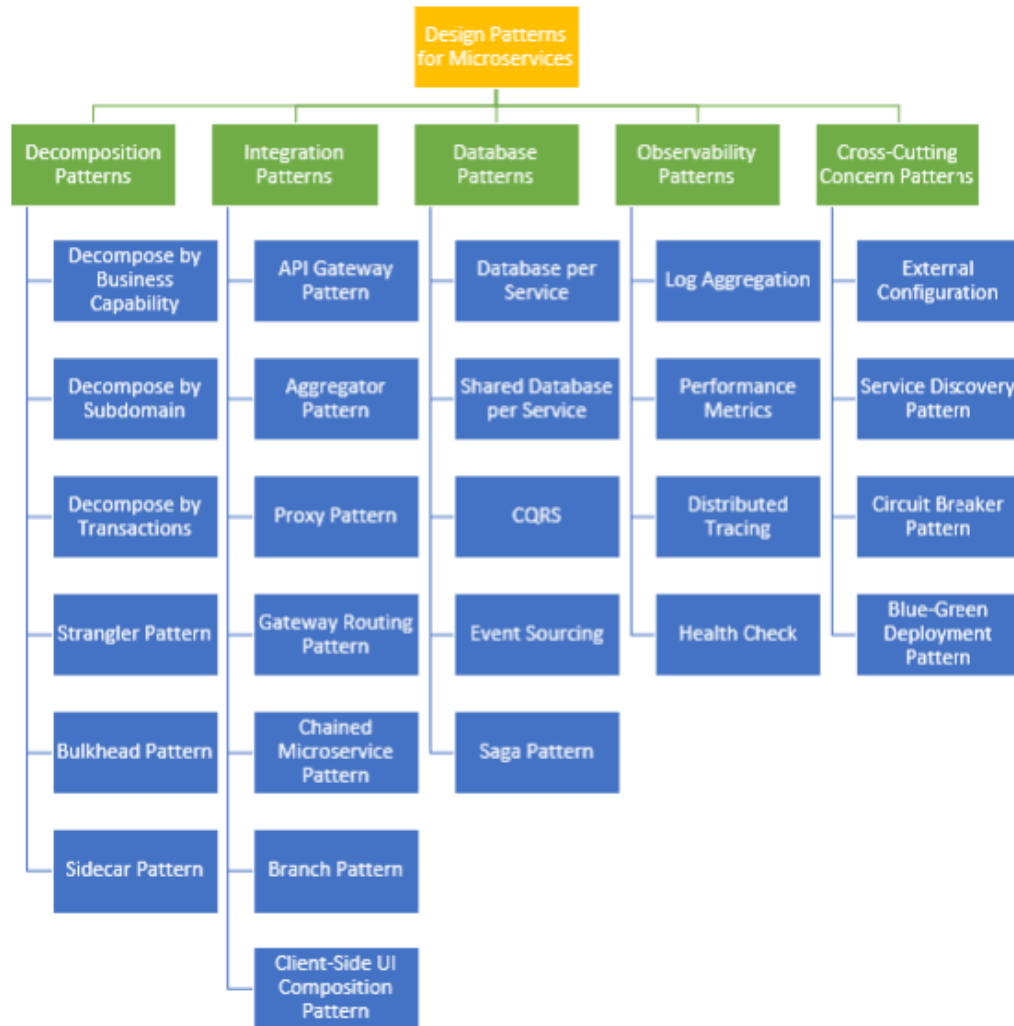 Design Patterns
for Microservices
Decomposition
Patterns
Integration
Patterns
Database
Patterns
Observability
Patterns
Cross-Cutting
Concern Patterns
Decompose by
Business
Capability
Decompose by
Subdomain
Decompose by
Transactions
Strangler Pattern
Bulkhead Pattern
Sidecar Pattern
API Gateway
Pattern
Aggregator
Pattern
Proxy Pattern
Gateway Routing
Pattern
Chained
Microservice
Pattern
Branch Pattern
Client-Side UI
Composition
Pattern
Database per
Service
Shared Database
per Service
CQRS
Event Sourcing
Saga Pattern
Log Aggregation
Performance
Metrics
Distributed
Tracing
Health Check
External
Configuration
Service Discovery
Pattern
Circuit Breaker
Pattern
Blue-Green
Deployment
Pattern